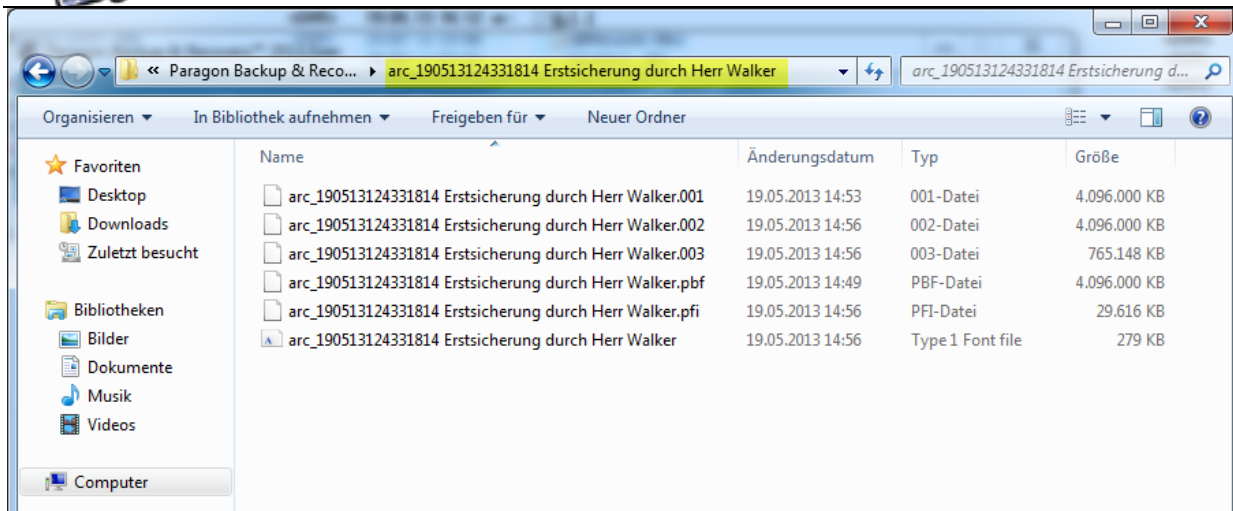 « Paragon Backup & Reco... ▸ arc_190513124331814 Erstsicherung durch Herr Walker arc_190513124331814 Erstsicherung d...
Organisieren In Bibliothek aufnehmen Freigeben für Neuer Ordner
Favoriten
Desktop
Downloads
Zuletzt besucht
Bibliotheken
Bilder
Dokumente
Musik
Videos
Computer
Name Änderungsdatum Typ Größe
arc_190513124331814 Erstsicherung durch Herr Walker.001 19.05.2013 14:53 001-Datei 4.096.000 KB
arc_190513124331814 Erstsicherung durch Herr Walker.002 19.05.2013 14:56 002-Datei 4.096.000 KB
arc_190513124331814 Erstsicherung durch Herr Walker.003 19.05.2013 14:56 003-Datei 765.148 KB
arc_190513124331814 Erstsicherung durch Herr Walker.pbf 19.05.2013 14:49 PBF-Datei 4.096.000 KB
arc_190513124331814 Erstsicherung durch Herr Walker.pfi 19.05.2013 14:56 PFI-Datei 29.616 KB
arc_190513124331814 Erstsicherung durch Herr Walker 19.05.2013 14:56 Type 1 Font file 279 KB